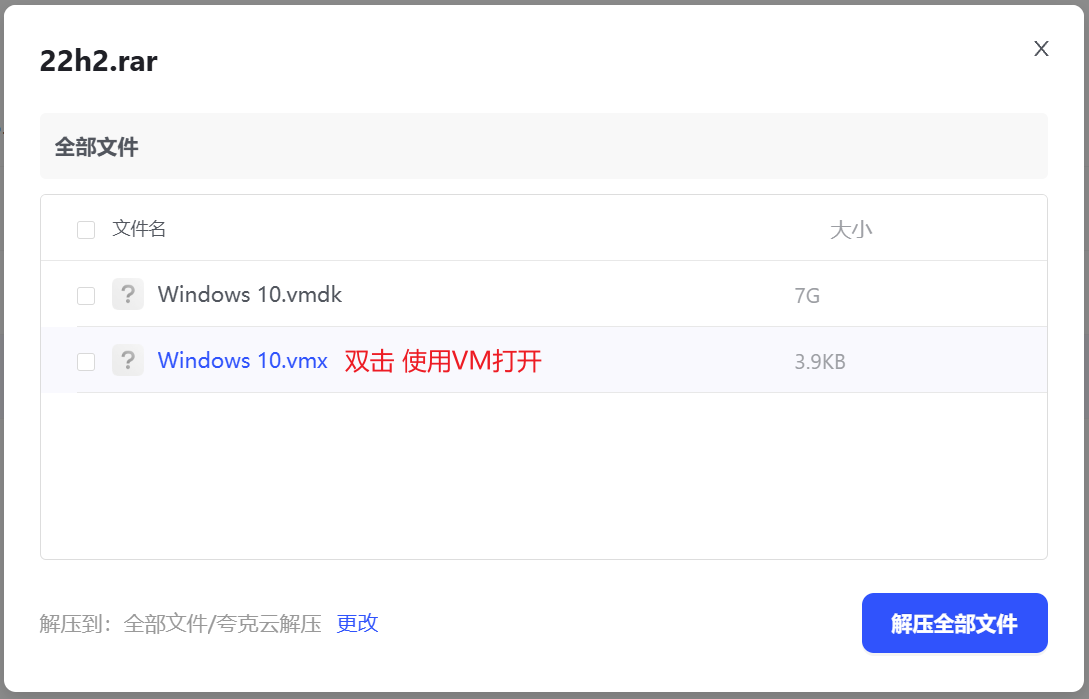 22h2.rar
X
全部文件
文件名 大小
? Windows 10.vmdk 7G
? Windows 10.vmx 双击 使用VM打开 3.9KB
解压到：全部文件/夸克云解压 更改 解压全部文件